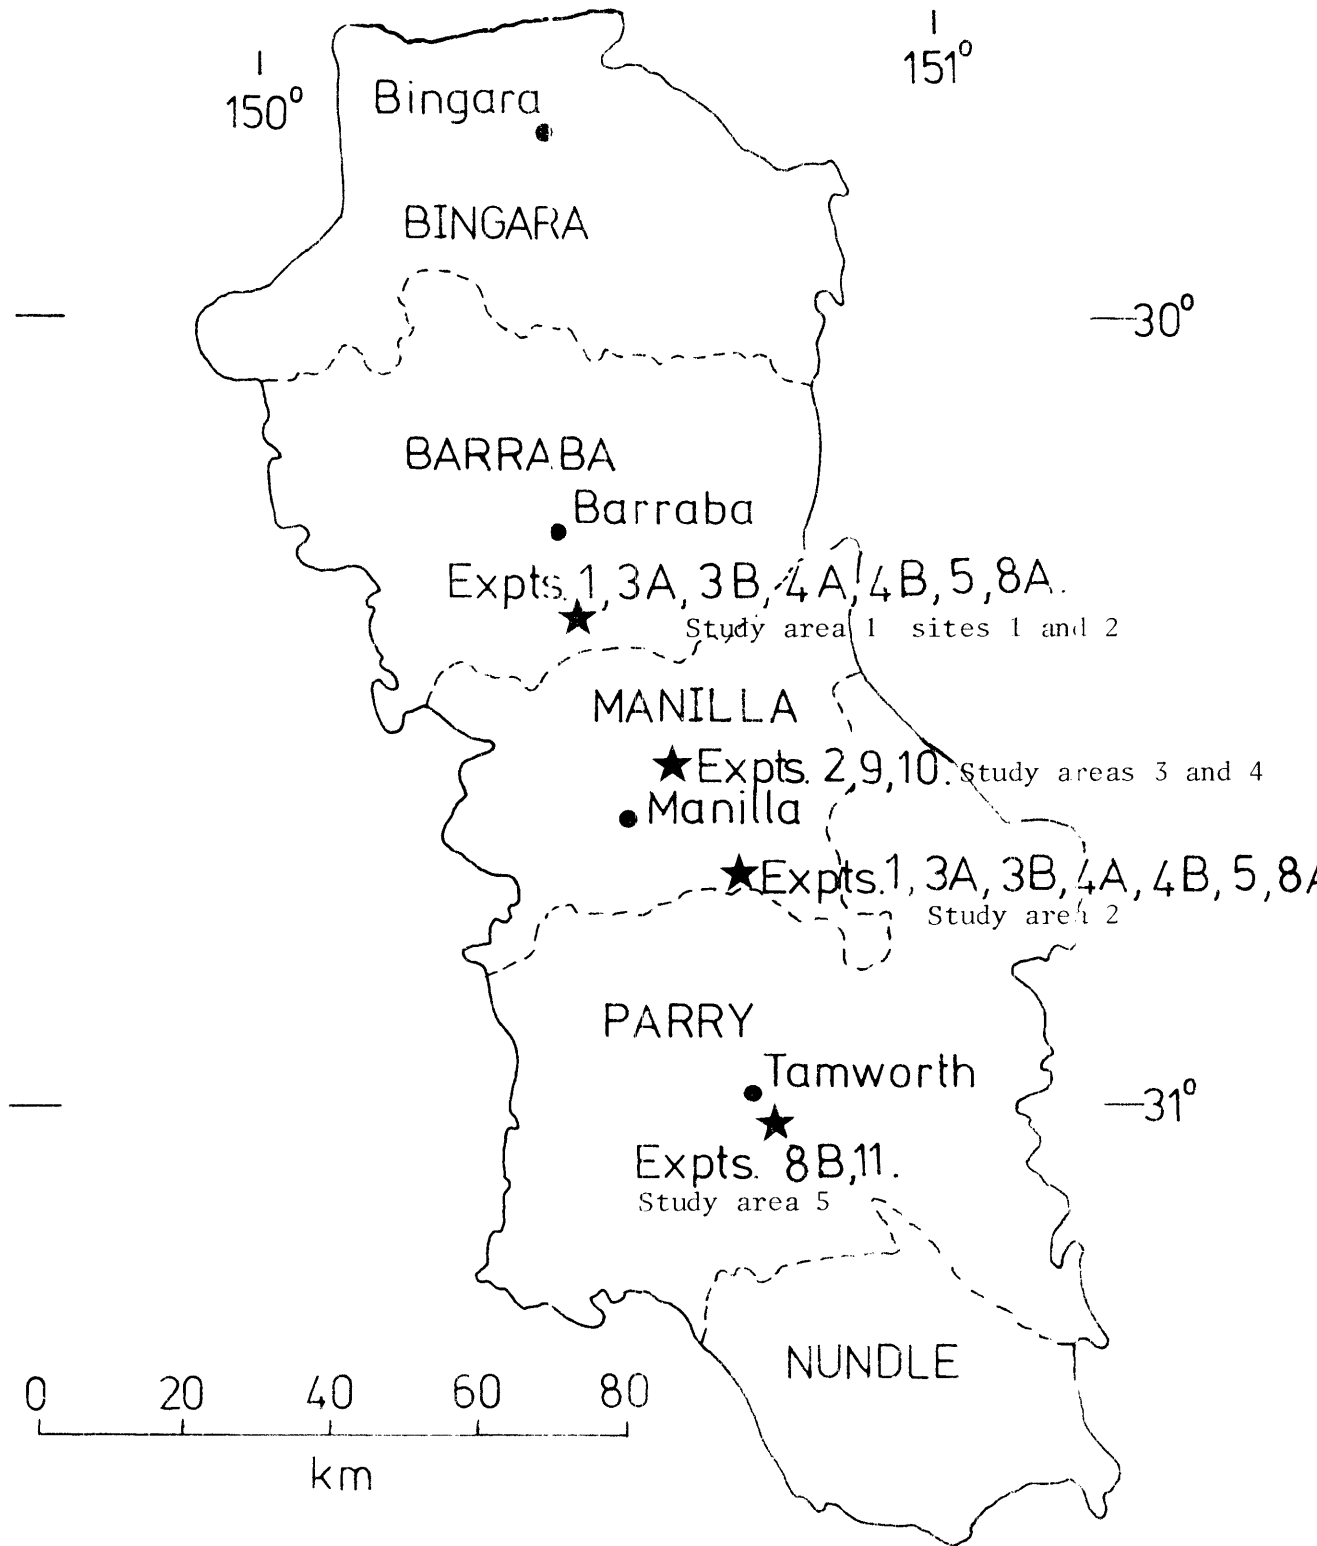 151°
150°
Bingara
BINGARA
30°
BARRABA
Barraba
Expts. 1, 3A, 3B, 4A, 4B, 5, 8A.
Study area 1 sites 1 and 2
MANILLA
Expts. 2, 9, 10. Study areas 3 and 4
Manilla
Expts. 1, 3A, 3B, 4A, 4B, 5, 8A
Study area 2
PARRY
Tamworth
31°
Expts. 8B, 11.
Study area 5
NUNDLE
0 20 40 60 80
km